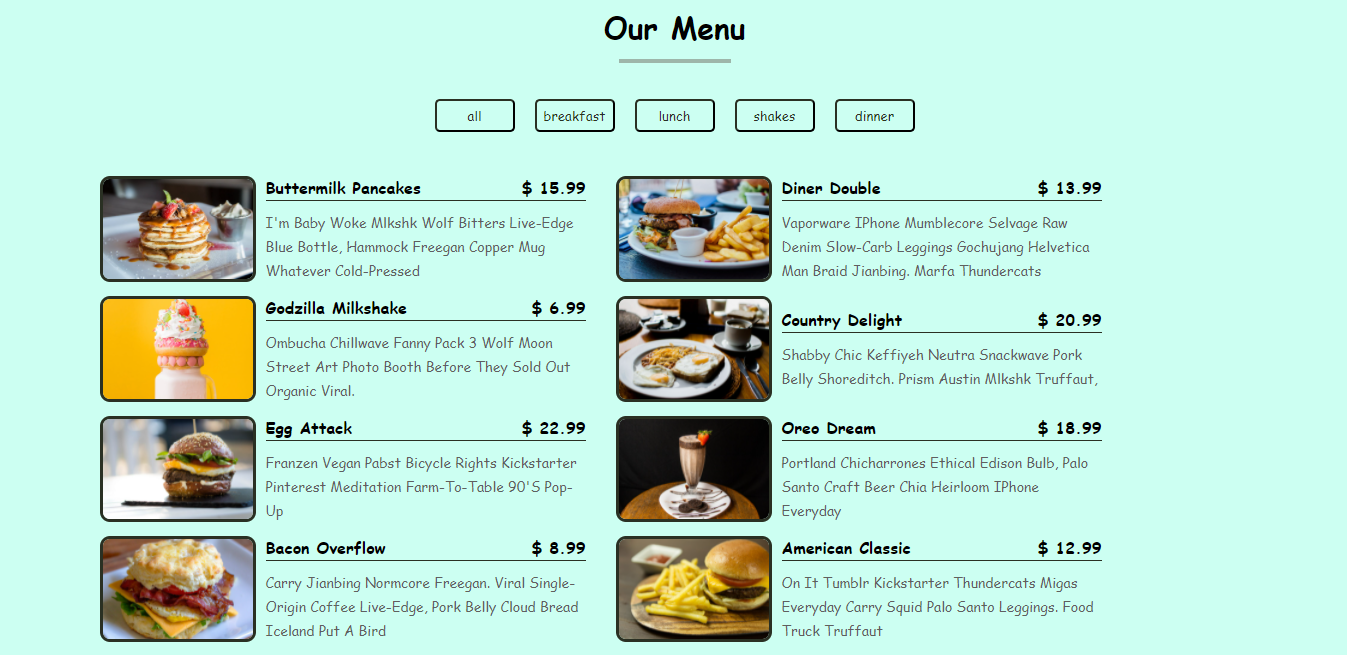 Our Menu
all
breakfast
lunch
shakes
dinner
Buttermilk Pancakes $ 15.99
I'm Baby Woke Mlkshk Wolf Bitters Live-Edge
Blue Bottle, Hammock Freegan Copper Mug
Whatever Cold-Pressed
Diner Double $ 13.99
Vaporware IPhone Mumblecore Selvage Raw
Denim Slow-Carb Leggings Gochujang Helvetica
Man Braid Jianbing. Marfa Thundercats
Godzilla Milkshake $ 6.99
Ombucha Chillwave Fanny Pack 3 Wolf Moon
Street Art Photo Booth Before They Sold Out
Organic Viral.
Country Delight $ 20.99
Shabby Chic Keffiyeh Neutra Snackwave Pork
Belly Shoreditch. Prism Austin Mlkshk Truffaut,
Egg Attack $ 22.99
Franzen Vegan Pabst Bicycle Rights Kickstarter
Pinterest Meditation Farm-To-Table 90'S Pop-
Up
Oreo Dream $ 18.99
Portland Chicharrones Ethical Edison Bulb, Palo
Santo Craft Beer Chia Heirloom IPhone
Everyday
Bacon Overflow $ 8.99
Carry Jianbing Normcore Freegan. Viral Single-
Origin Coffee Live-Edge, Pork Belly Cloud Bread
Iceland Put A Bird
American Classic $ 12.99
On It Tumblr Kickstarter Thundercats Migas
Everyday Carry Squid Palo Santo Leggings. Food
Truck Truffaut